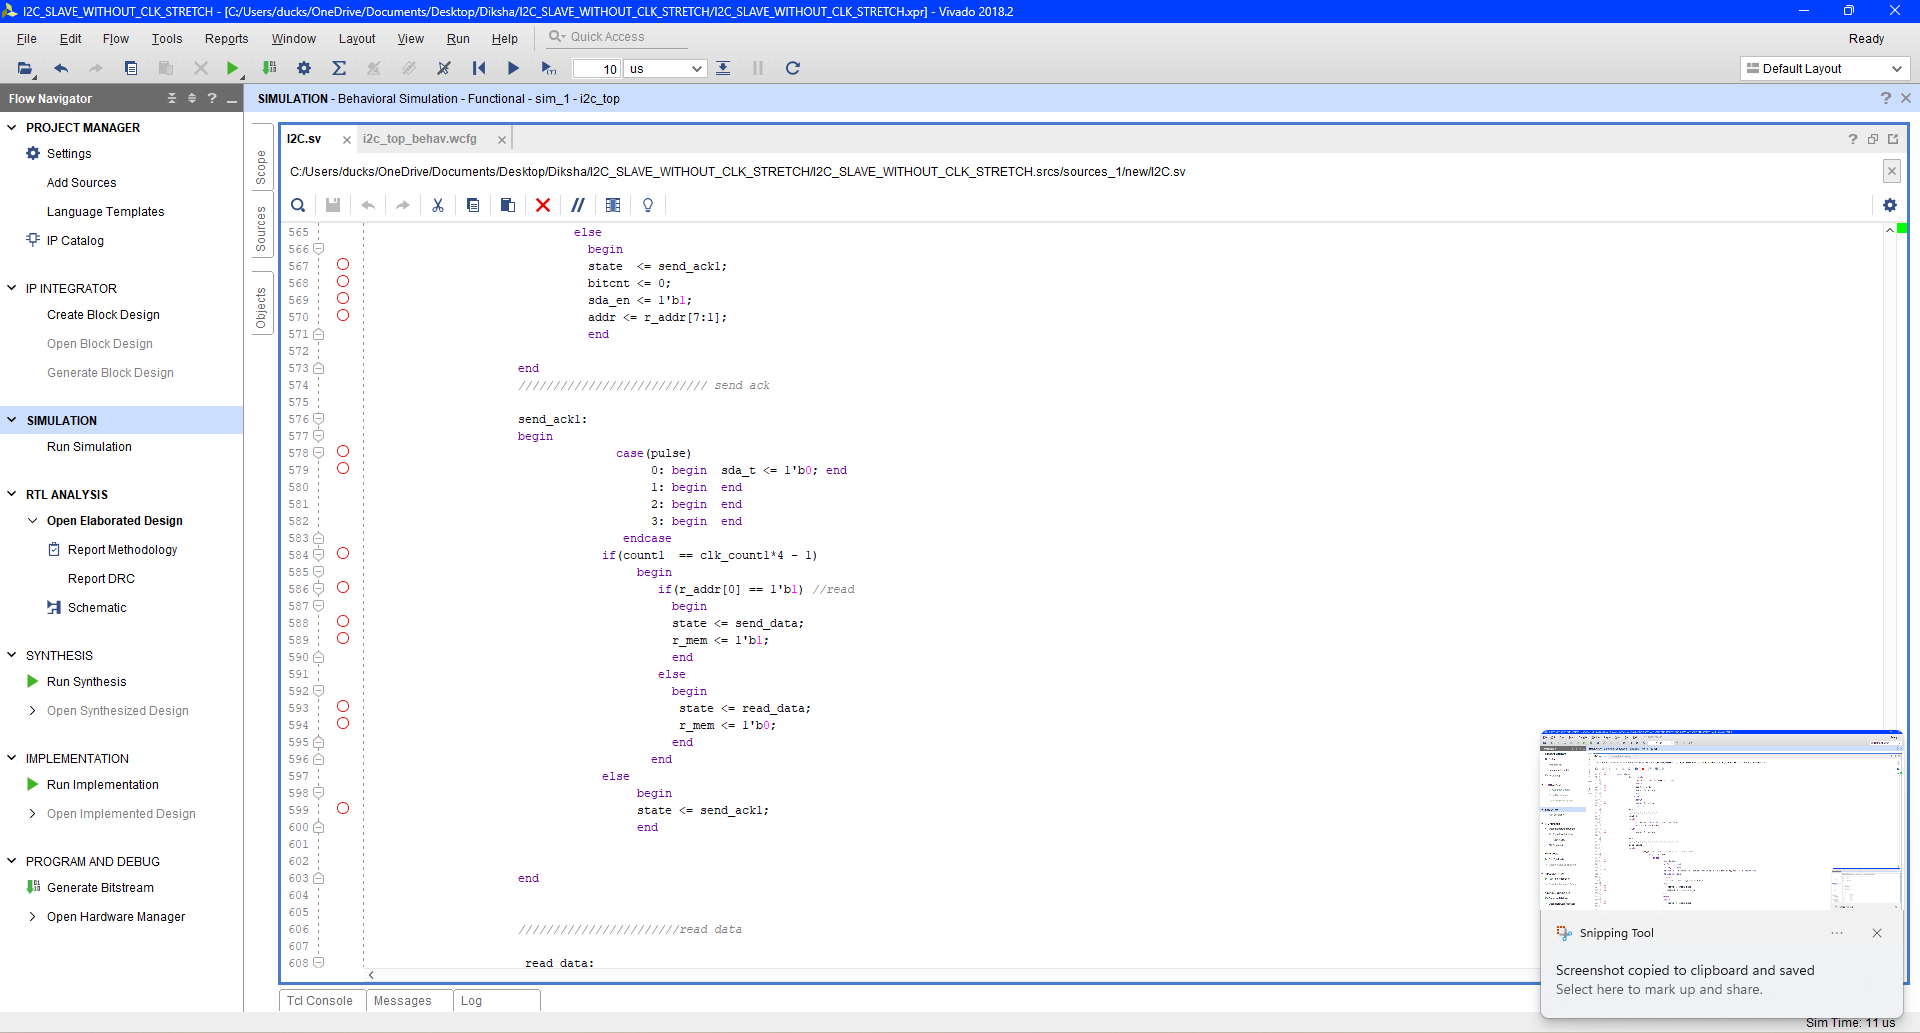 I2C_SLAVE_WITHOUT_CLK_STRETCH - [C:/Users/ducks/OneDrive/Documents/Desktop/Diksha/I2C_SLAVE_WITHOUT_CLK_STRETCH/I2C_SLAVE_WITHOUT_CLK_STRETCH.xpr] - Vivado 2018.2
File Edit Flow Tools Reports Window Layout View Run Help Quick Access Ready
10 us Default Layout
Flow Navigator
SIMULATION - Behavioral Simulation - Functional - sim_1 - i2c_top
PROJECT MANAGER
Settings
Add Sources
Language Templates
IP Catalog
IP INTEGRATOR
Create Block Design
Open Block Design
Generate Block Design
SIMULATION
Run Simulation
RTL ANALYSIS
Open Elaborated Design
Report Methodology
Report DRC
Schematic
SYNTHESIS
Run Synthesis
Open Synthesized Design
IMPLEMENTATION
Run Implementation
Open Implemented Design
PROGRAM AND DEBUG
Generate Bitstream
Open Hardware Manager
Scope
Sources
Objects
I2C.sv i2c_top_behav.wcfg
C:/Users/ducks/OneDrive/Documents/Desktop/Diksha/I2C_SLAVE_WITHOUT_CLK_STRETCH/I2C_SLAVE_WITHOUT_CLK_STRETCH.srcs/sources_1/new/I2C.sv
565 else
566 begin
567 state <= send_ack1;
568 bitcnt <= 0;
569 sda_en <= 1'b1;
570 addr <= r_addr[7:1];
571 end
572
573 end
574 /////////////////////////// send ack
575
576 send_ack1:
577 begin
578 case(pulse)
579 0: begin sda_t <= 1'b0; end
580 1: begin end
581 2: begin end
582 3: begin end
583 endcase
584 if(count1 == clk_count1*4 - 1)
585 begin
586 if(r_addr[0] == 1'b1) //read
587 begin
588 state <= send_data;
589 r_mem <= 1'b1;
590 end
591 else
592 begin
593 state <= read_data;
594 r_mem <= 1'b0;
595 end
596 end
597 else
598 begin
599 state <= send_ack1;
600 end
601
602
603 end
604
605
606 ///////////////////////read data
607
608 read_data:
Tcl Console Messages Log
Snipping Tool
Screenshot copied to clipboard and saved
Select here to mark up and share.
Sim Time: 11 us